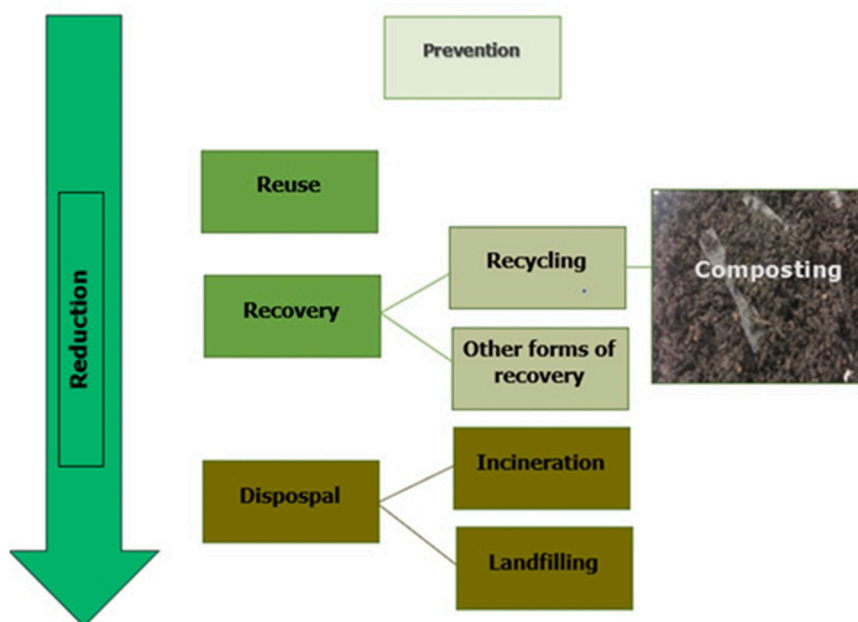 Prevention
Reuse
Reduction
Recycling
Composting
Recovery
Other forms of
recovery
Incineration
Dispospal
Landfilling